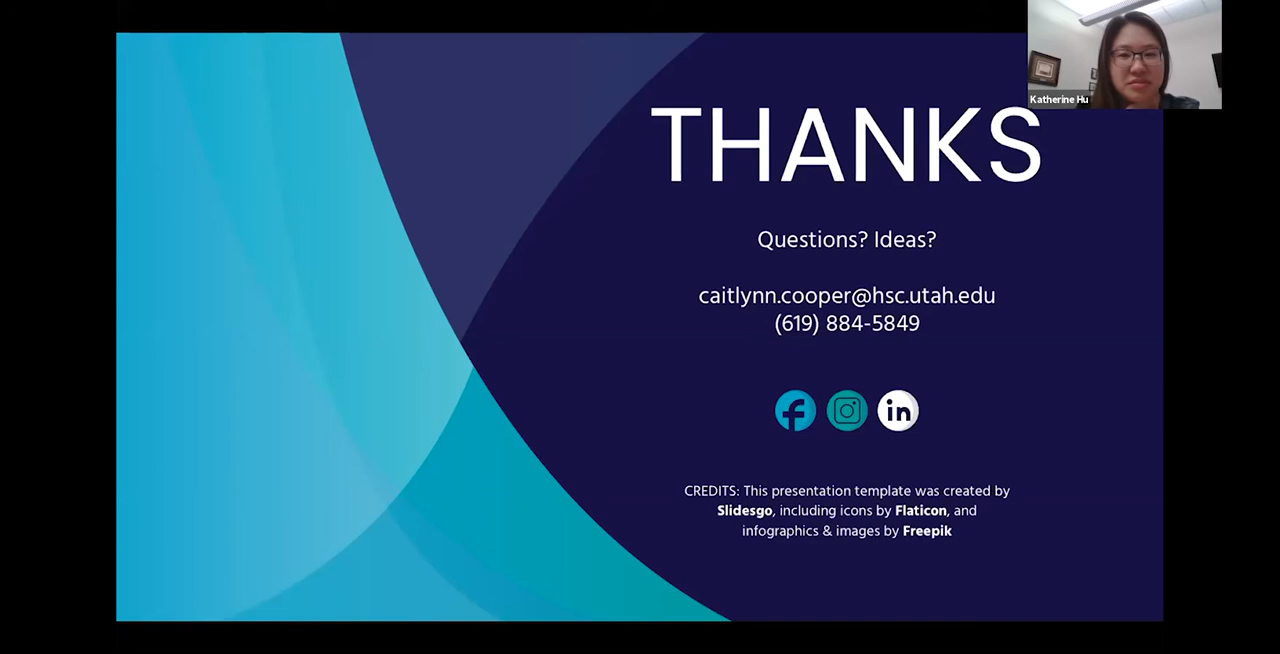 Katherine Hu
THANKS
Questions? Ideas?
caitlynn.cooper@hsc.utah.edu
(619) 884-5849
CREDITS: This presentation template was created by
Slidesgo, including icons by Flaticon, and
infographics & images by Freepik